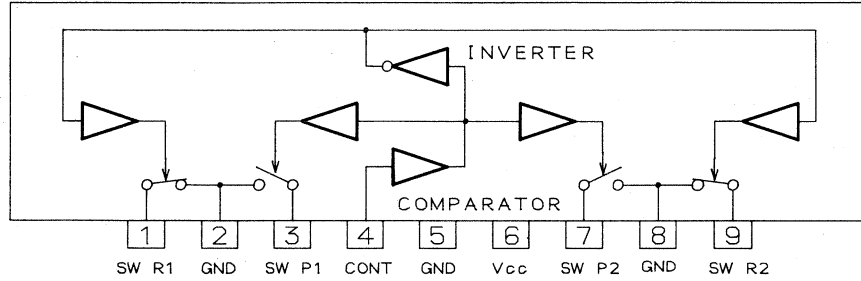 INVERTER
COMPARATOR
1 2 3 4 5 6 7 8 9
SW R1 GND SW P1 CONT GND Vcc SW P2 GND SW R2